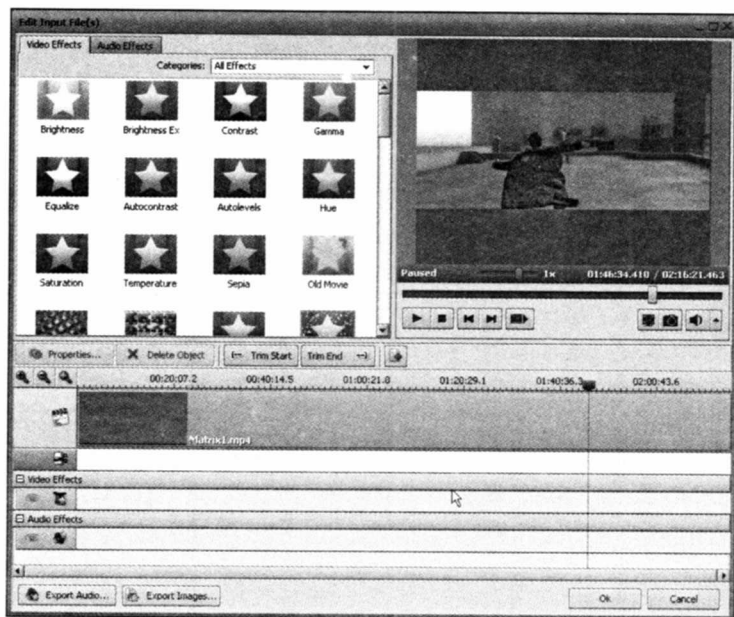 Edit Input File(s)
Video Effects Audio Effects
Categories: All Effects
Brightness Brightness Ex Contrast Gamma
Equalize Autocontrast Autolevels Hue
Saturation Temperature Sepia Old Movie
Paused 1x 01:46:34.410 / 02:16:21.463
Properties... Delete Object Trim Start Trim End
00:20:07.2 00:40:14.5 01:00:21.8 01:20:29.1 01:40:36.3 02:00:43.6
Matrix1.mp4
Video Effects
Audio Effects
Export Audio... Export Images... Ok Cancel